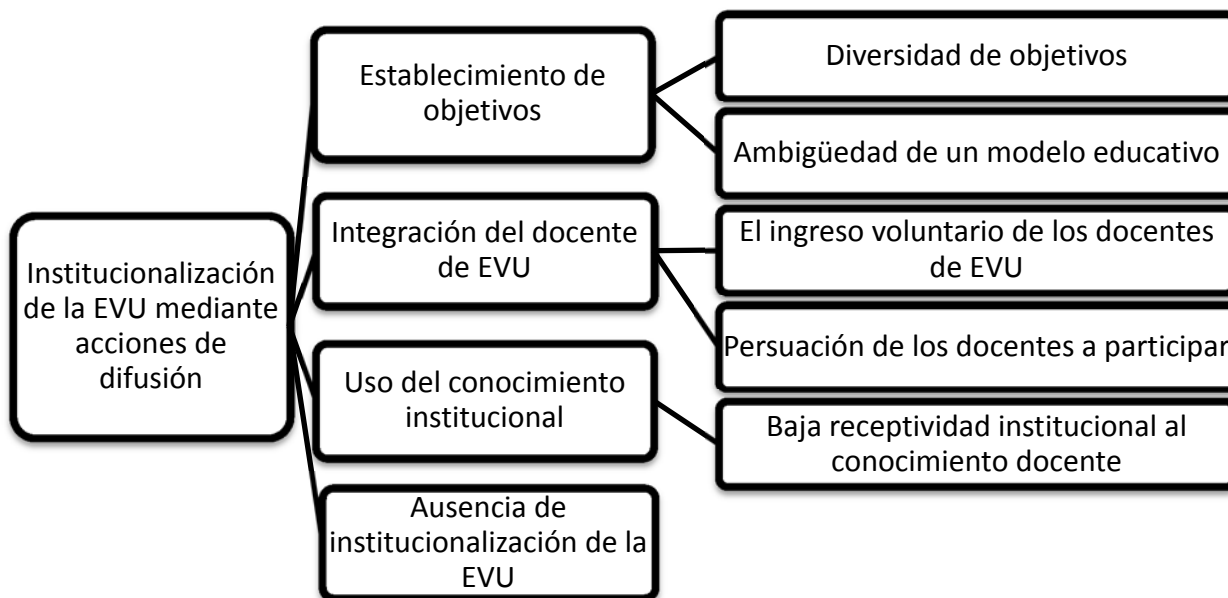 Institucionalización
de la EVU mediante
acciones de
difusión
Establecimiento de
objetivos
Diversidad de objetivos
Ambigüedad de un modelo educativo
Integración del docente
de EVU
El ingreso voluntario de los docentes
de EVU
Persuación de los docentes a participar
Uso del conocimiento
institucional
Baja receptividad institucional al
conocimiento docente
Ausencia de
institucionalización de la
EVU